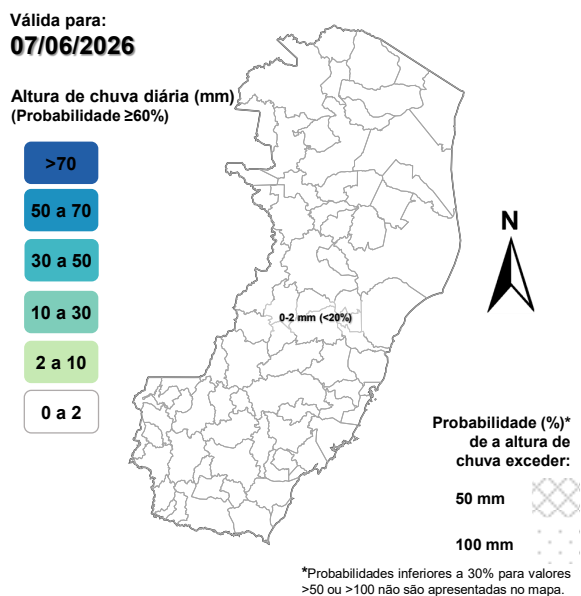 Válida para:
07/06/2026
Altura de chuva diária (mm)
(Probabilidade ≥60%)
>70
50 a 70
30 a 50
10 a 30
2 a 10
0 a 2
N
0-2 mm (<20%)
Probabilidade (%)*
de a altura de
chuva exceder:
50 mm
100 mm
*Probabilidades inferiores a 30% para valores
>50 ou >100 não são apresentadas no mapa.